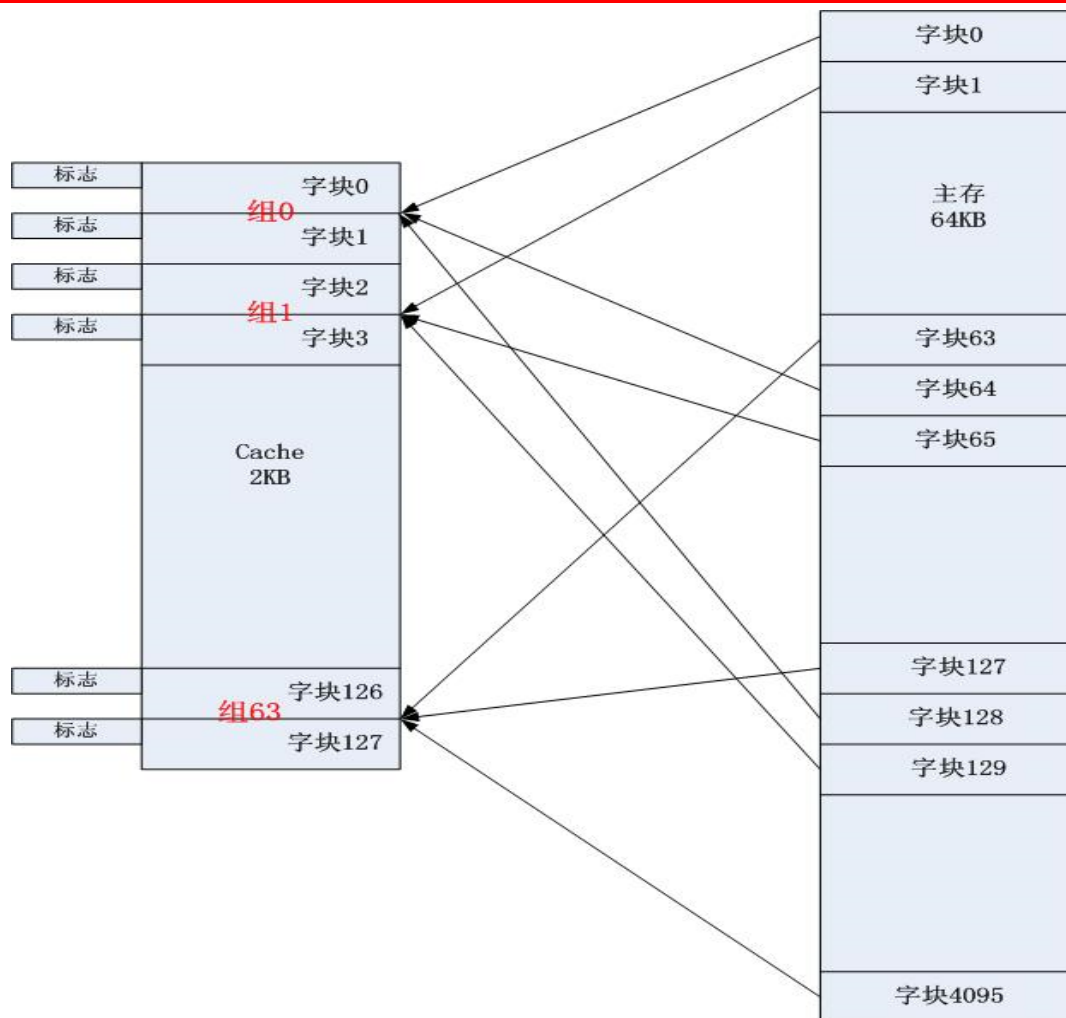 字块0
字块1
主存
64KB
字块63
字块64
字块65
字块127
字块128
字块129
字块4095
标志
字块0
组0
标志
字块1
标志
字块2
组1
标志
字块3
Cache
2KB
标志
字块126
组63
标志
字块127